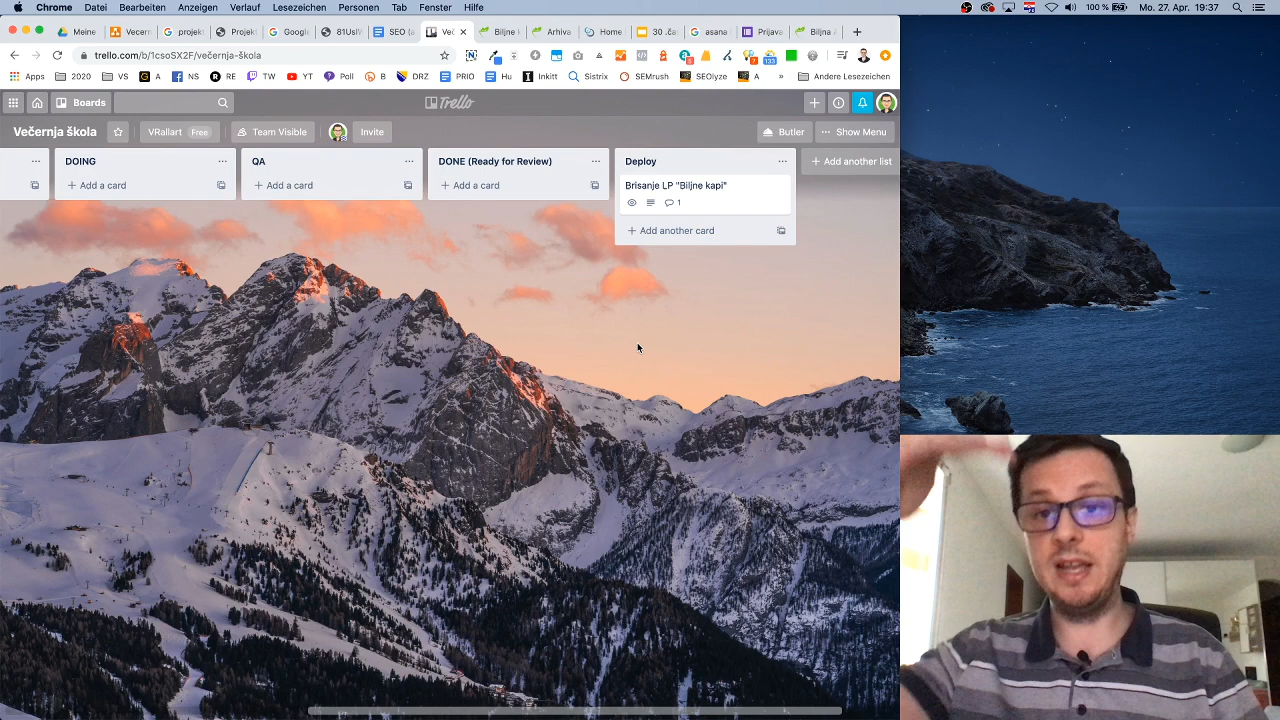 Chrome Datei Bearbeiten Anzeigen Verlauf Lesezeichen Personen Tab Fenster Hilfe 100 % Mo. 27. Apr. 19:37
Meine Večern projekt Projek Googl 81Usl SEO (a Več Biljne k Arhiva Home 30 .ča asana Prijava Biljna
trello.com/b/1csoSX2F/večernja-škola
Apps 2020 VS A NS RE TW YT Poll B DRZ PRIO Hu Inkitt Sistrix SEMrush SEOlyze A » Andere Lesezeichen
Boards Trello
Večernja škola VRallart Free Team Visible Invite Butler Show Menu
DOING QA DONE (Ready for Review) Deploy + Add another list
+ Add a card + Add a card + Add a card Brisanje LP "Biljne kapi"
1
+ Add another card